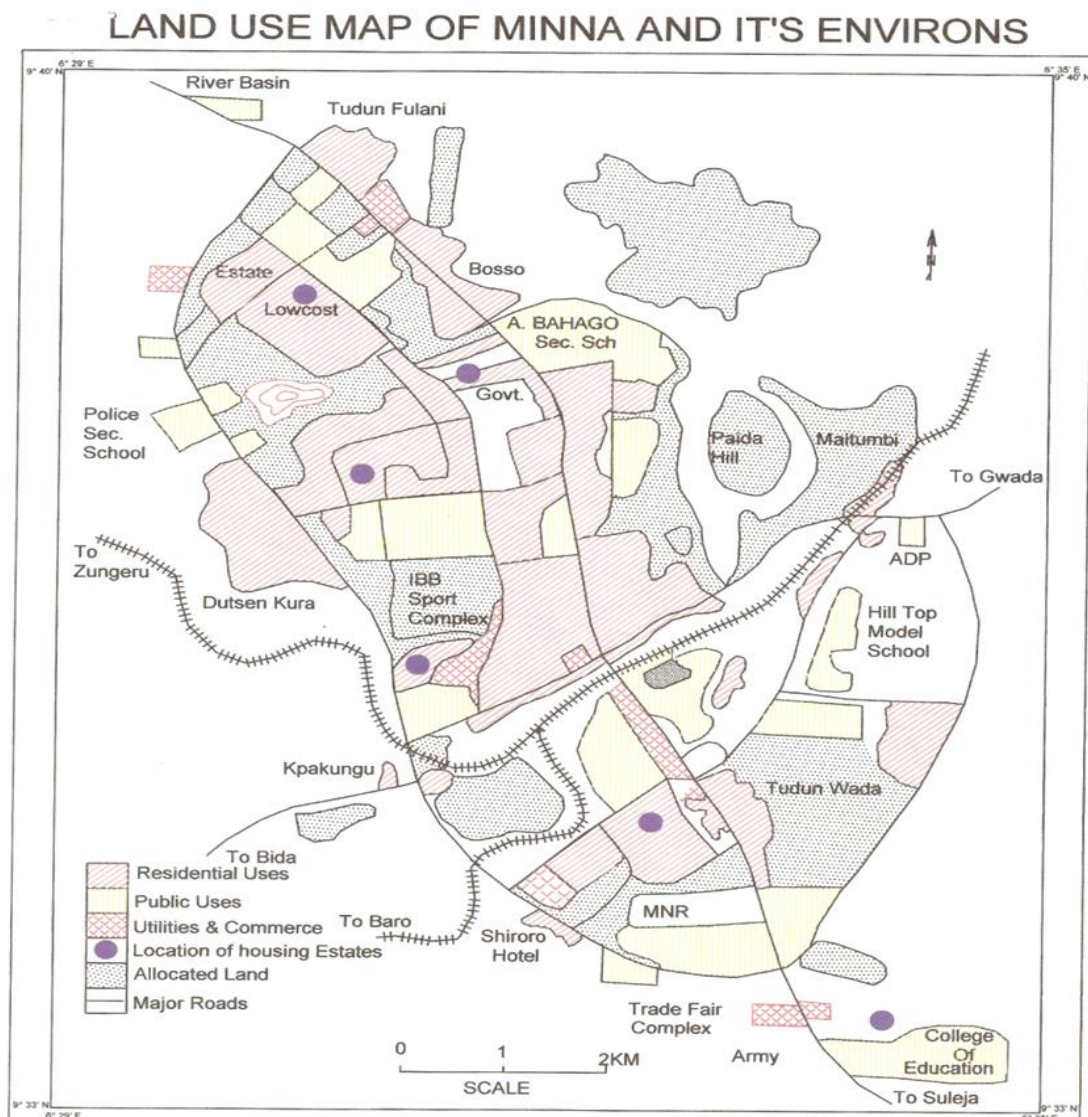 LAND USE MAP OF MINNA AND IT'S ENVIRONS
6° 29' E
6° 35' E
9° 40' N
9° 40' N
River Basin
Tudun Fulani
N
Estate
Bosso
Lowcost
A. BAHAGO
Sec. Sch
Govt.
Police
Sec.
School
Paida
Hill
Maitumbi
To Gwada
To
Zungeru
ADP
IBB
Sport
Complex
Dutsen Kura
Hill Top
Model
School
Kpakungu
Tudun Wada
To Bida
Residential Uses
Public Uses
Utilities & Commerce
Location of housing Estates
Allocated Land
Major Roads
To Baro
MNR
Shiroro
Hotel
Trade Fair
Complex
Army
College
Of
Education
0 1 2KM
SCALE
To Suleja
9° 33' N
9° 33' N
6° 29' E